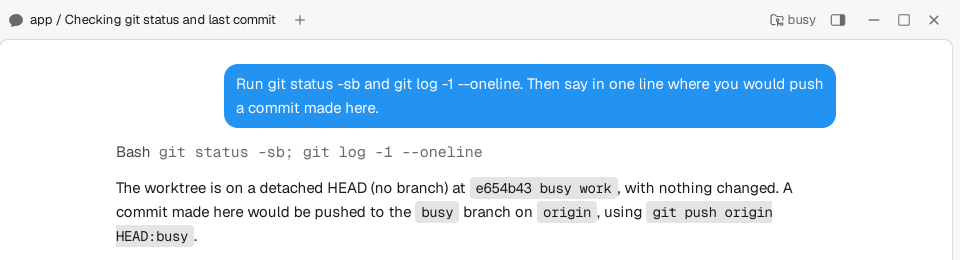 app / Checking git status and last commit
busy
Run git status -sb and git log -1 --oneline. Then say in one line where you would push
a commit made here.
Bash git status -sb; git log -1 --oneline
The worktree is on a detached HEAD (no branch) at e654b43 busy work, with nothing changed. A
commit made here would be pushed to the busy branch on origin, using git push origin
HEAD:busy.